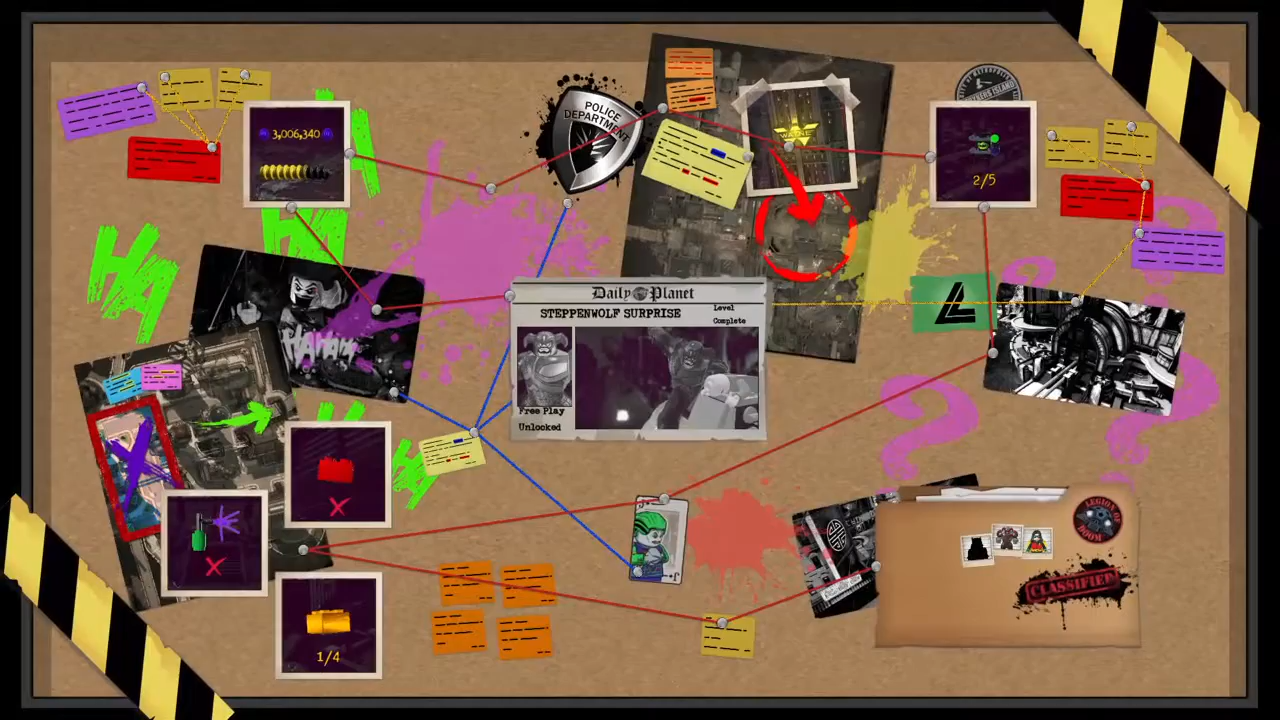 3,006,340
POLICE
DEPARTMENT
WAYNE
2/5
HA
HA
Daily Planet
STEPPENWOLF SURPRISE
Level
Complete
Free Play
Unlocked
1/4
LEGION OF
DOOM
CLASSIFIED